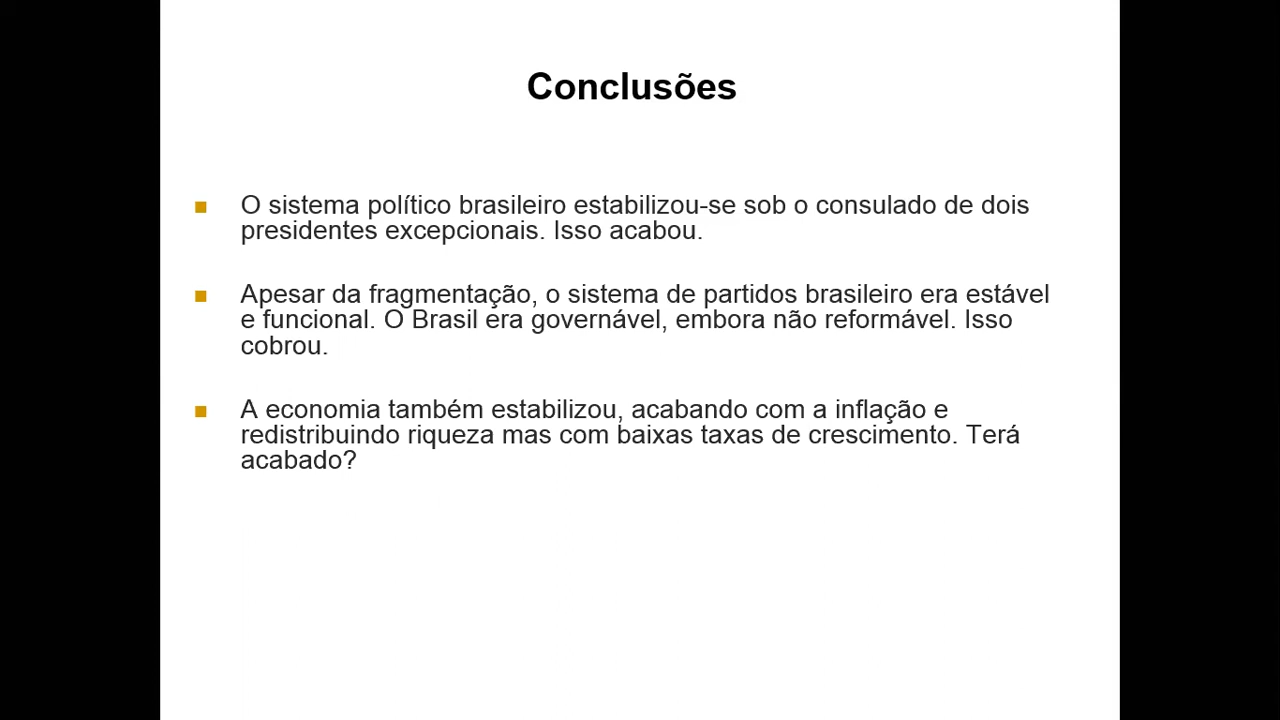 Conclusões
O sistema político brasileiro estabilizou-se sob o consulado de dois
presidentes excepcionais. Isso acabou.
Apesar da fragmentação, o sistema de partidos brasileiro era estável
e funcional. O Brasil era governável, embora não reformável. Isso
cobrou.
A economia também estabilizou, acabando com a inflação e
redistribuindo riqueza mas com baixas taxas de crescimento. Terá
acabado?